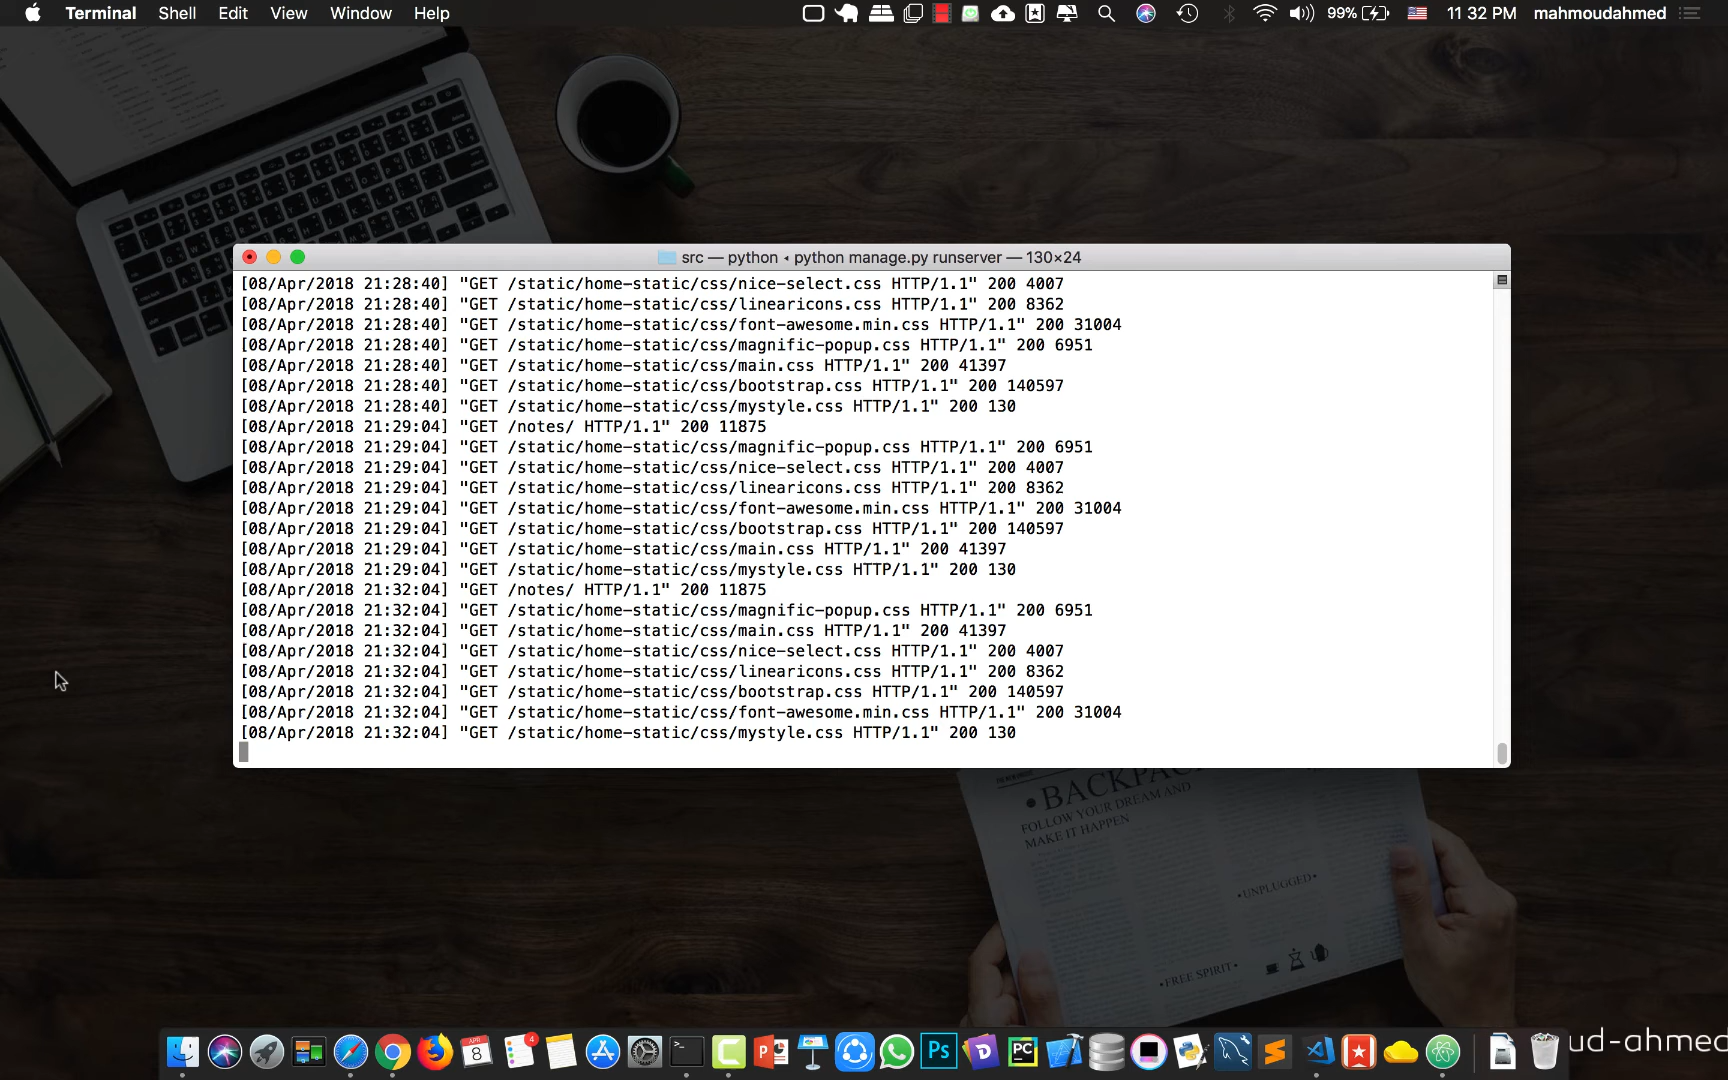 Terminal Shell Edit View Window Help
99% 11 32 PM mahmoudahmed
src — python ◂ python manage.py runserver — 130×24
[08/Apr/2018 21:28:40] "GET /static/home-static/css/nice-select.css HTTP/1.1" 200 4007
[08/Apr/2018 21:28:40] "GET /static/home-static/css/linearicons.css HTTP/1.1" 200 8362
[08/Apr/2018 21:28:40] "GET /static/home-static/css/font-awesome.min.css HTTP/1.1" 200 31004
[08/Apr/2018 21:28:40] "GET /static/home-static/css/magnific-popup.css HTTP/1.1" 200 6951
[08/Apr/2018 21:28:40] "GET /static/home-static/css/main.css HTTP/1.1" 200 41397
[08/Apr/2018 21:28:40] "GET /static/home-static/css/bootstrap.css HTTP/1.1" 200 140597
[08/Apr/2018 21:28:40] "GET /static/home-static/css/mystyle.css HTTP/1.1" 200 130
[08/Apr/2018 21:29:04] "GET /notes/ HTTP/1.1" 200 11875
[08/Apr/2018 21:29:04] "GET /static/home-static/css/magnific-popup.css HTTP/1.1" 200 6951
[08/Apr/2018 21:29:04] "GET /static/home-static/css/nice-select.css HTTP/1.1" 200 4007
[08/Apr/2018 21:29:04] "GET /static/home-static/css/linearicons.css HTTP/1.1" 200 8362
[08/Apr/2018 21:29:04] "GET /static/home-static/css/font-awesome.min.css HTTP/1.1" 200 31004
[08/Apr/2018 21:29:04] "GET /static/home-static/css/bootstrap.css HTTP/1.1" 200 140597
[08/Apr/2018 21:29:04] "GET /static/home-static/css/main.css HTTP/1.1" 200 41397
[08/Apr/2018 21:29:04] "GET /static/home-static/css/mystyle.css HTTP/1.1" 200 130
[08/Apr/2018 21:32:04] "GET /notes/ HTTP/1.1" 200 11875
[08/Apr/2018 21:32:04] "GET /static/home-static/css/magnific-popup.css HTTP/1.1" 200 6951
[08/Apr/2018 21:32:04] "GET /static/home-static/css/main.css HTTP/1.1" 200 41397
[08/Apr/2018 21:32:04] "GET /static/home-static/css/nice-select.css HTTP/1.1" 200 4007
[08/Apr/2018 21:32:04] "GET /static/home-static/css/linearicons.css HTTP/1.1" 200 8362
[08/Apr/2018 21:32:04] "GET /static/home-static/css/bootstrap.css HTTP/1.1" 200 140597
[08/Apr/2018 21:32:04] "GET /static/home-static/css/font-awesome.min.css HTTP/1.1" 200 31004
[08/Apr/2018 21:32:04] "GET /static/home-static/css/mystyle.css HTTP/1.1" 200 130
•BACKPAC
FOLLOW YOUR DREAM AND
MAKE IT HAPPEN
•UNPLUGGED•
•FREE SPIRIT•
APR
8
4
P
Ps
D
PC
ud-ahmed